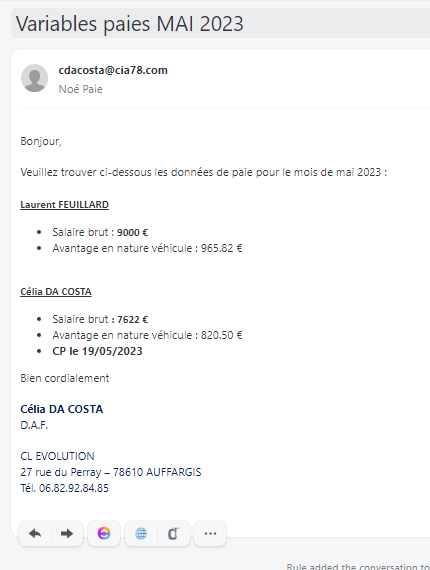 Variables paies MAI 2023
cdacosta@cia78.com
Noé Paie
Bonjour,
Veuillez trouver ci-dessous les données de paie pour le mois de mai 2023 :
Laurent FEUILLARD
• Salaire brut : 9000 €
• Avantage en nature véhicule : 965.82 €
Célia DA COSTA
• Salaire brut : 7622 €
• Avantage en nature véhicule : 820.50 €
• CP le 19/05/2023
Bien cordialement
Célia DA COSTA
D.A.F.
CL EVOLUTION
27 rue du Perray – 78610 AUFFARGIS
Tél. 06.82.92.84.85
Rule added the conversation to